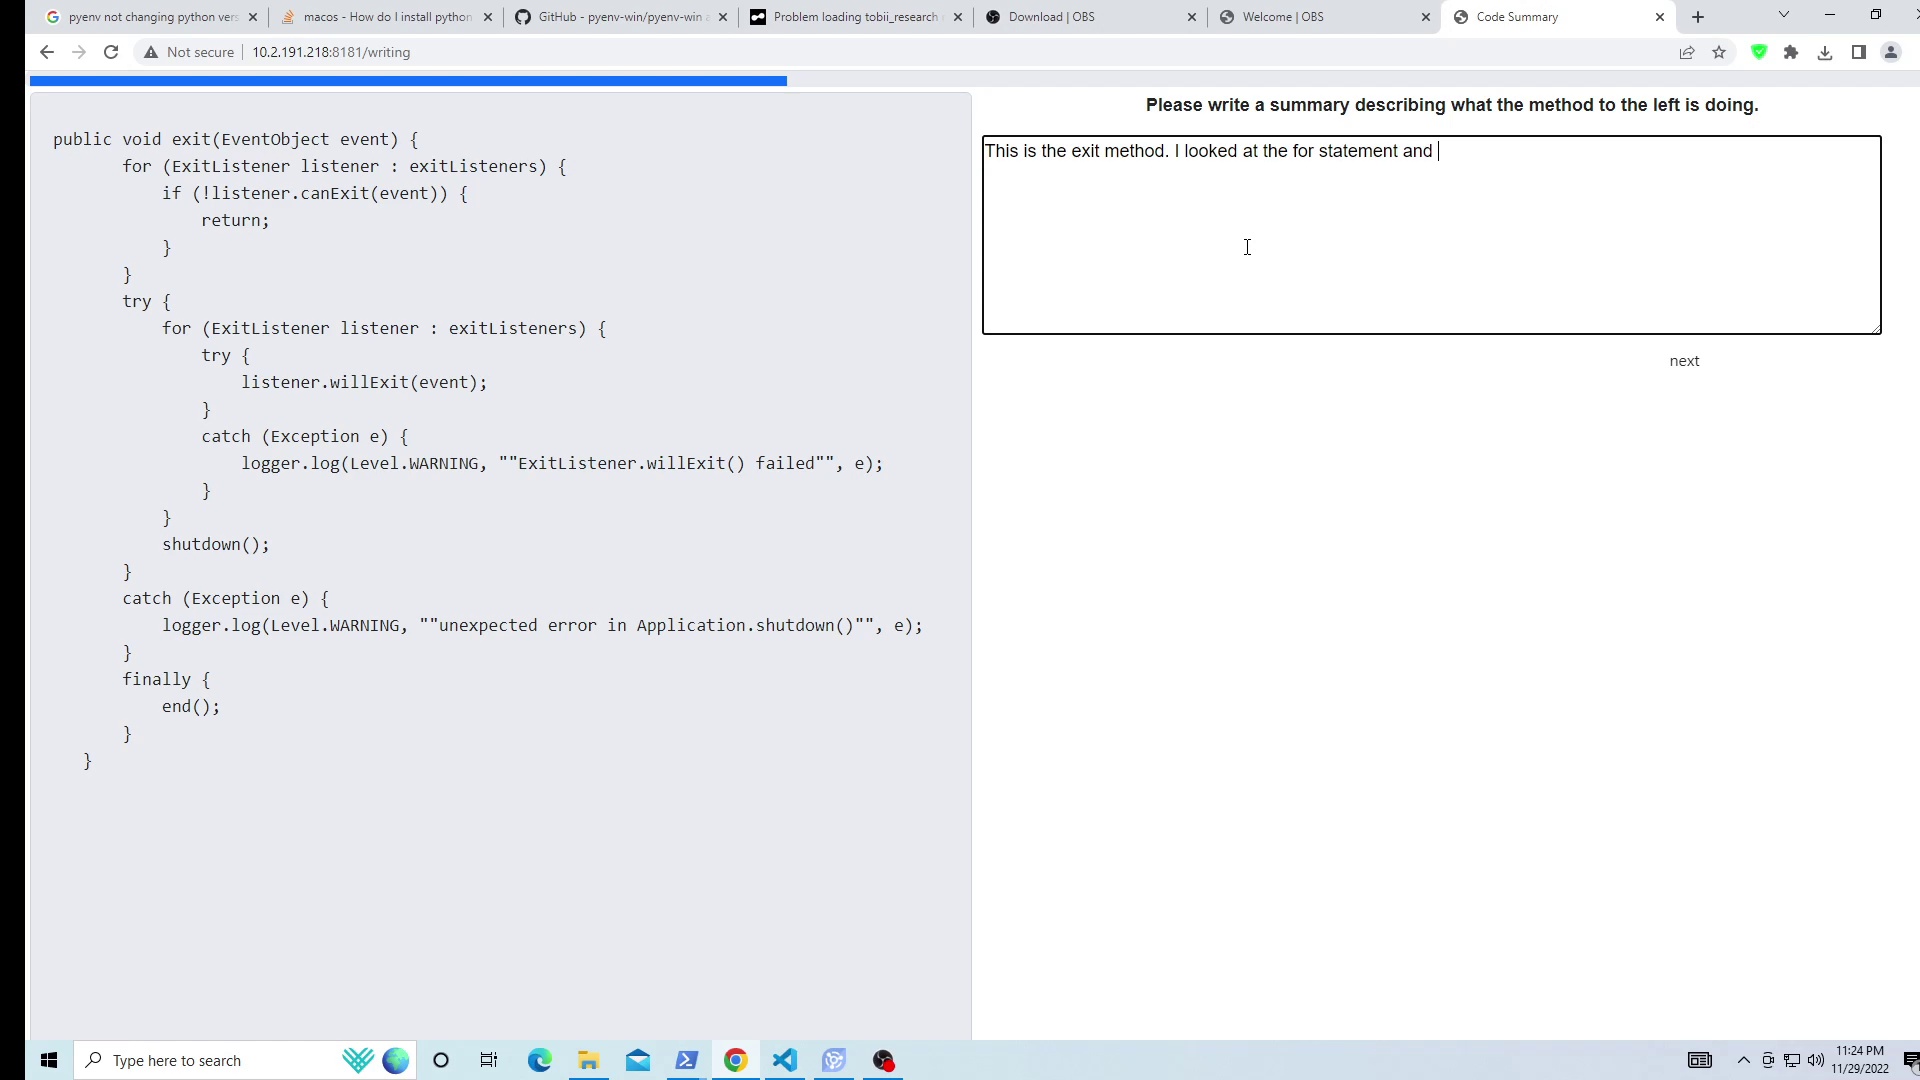 pyenv not changing python vers
macos - How do I install python
GitHub - pyenv-win/pyenv-win a
Problem loading tobii_research
Download | OBS
Welcome | OBS
Code Summary
Not secure
10.2.191.218:8181/writing
Please write a summary describing what the method to the left is doing.
This is the exit method. I looked at the for statement and
next
public void exit(EventObject event) {
for (ExitListener listener : exitListeners) {
if (!listener.canExit(event)) {
return;
}
}
try {
for (ExitListener listener : exitListeners) {
try {
listener.willExit(event);
}
catch (Exception e) {
logger.log(Level.WARNING, ""ExitListener.willExit() failed"", e);
}
}
shutdown();
}
catch (Exception e) {
logger.log(Level.WARNING, ""unexpected error in Application.shutdown()"", e);
}
finally {
end();
}
}
Type here to search
11:24 PM
11/29/2022